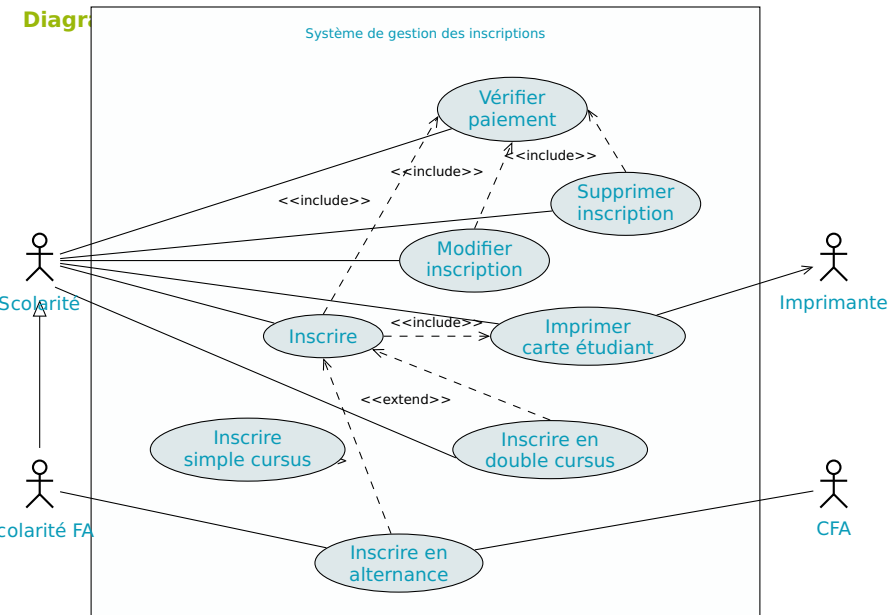 Diagra
Système de gestion des inscriptions
Vérifier
paiement
<<include>>
<<include>>
<<include>>
Supprimer
inscription
Modifier
inscription
Scolarité
Imprimante
<<include>>
Inscrire
Imprimer
carte étudiant
<<extend>>
Inscrire
simple cursus
Inscrire en
double cursus
colarité FA
CFA
Inscrire en
alternance